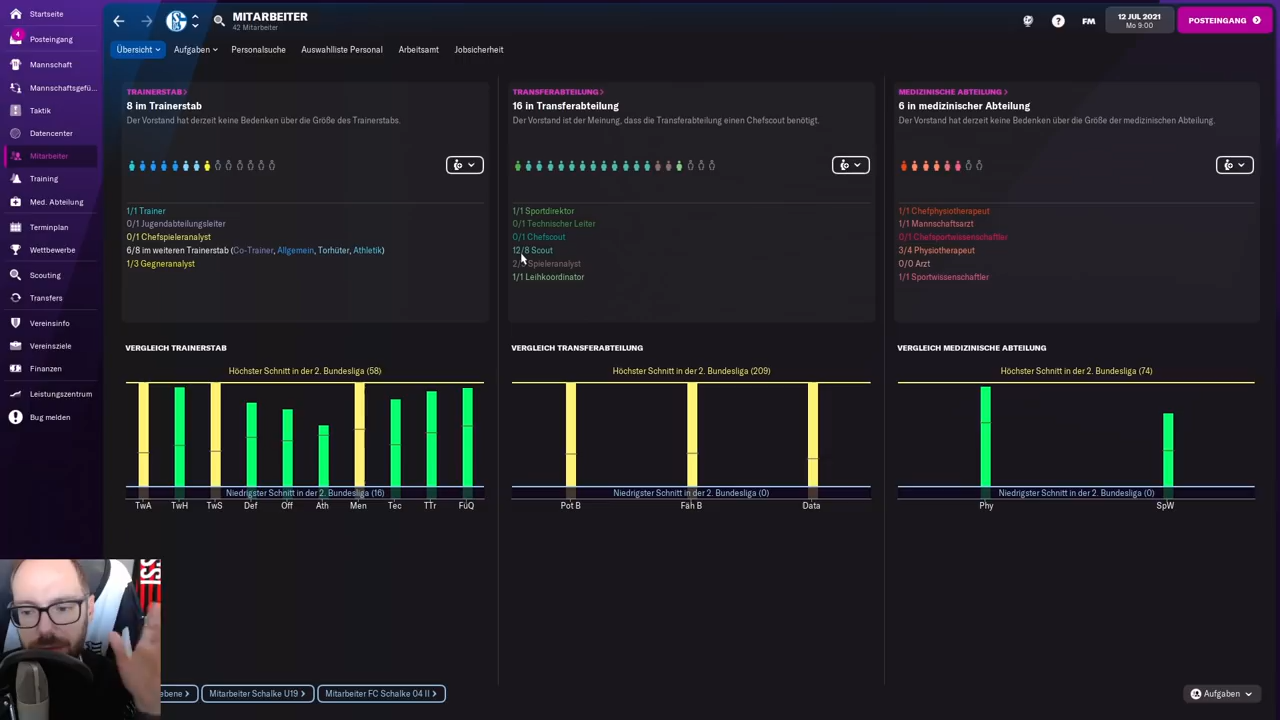 Startseite
4
Posteingang
Mannschaft
Mannschaftsgefü...
Taktik
Datencenter
Mitarbeiter
Training
Med. Abteilung
Terminplan
Wettbewerbe
Scouting
Transfers
Vereinsinfo
Vereinsziele
Finanzen
Leistungszentrum
Bug melden
MITARBEITER
42 Mitarbeiter
FM
12 JUL 2021
Mo 9:00
POSTEINGANG
Übersicht
Aufgaben
Personalsuche
Auswahlliste Personal
Arbeitsamt
Jobsicherheit
TRAINERSTAB
8 im Trainerstab
Der Vorstand hat derzeit keine Bedenken über die Größe des Trainerstabs.
1/1 Trainer
0/1 Jugendabteilungsleiter
0/1 Chefspieleranalyst
6/8 im weiteren Trainerstab (Co-Trainer, Allgemein, Torhüter, Athletik)
1/3 Gegneranalyst
TRANSFERABTEILUNG
16 in Transferabteilung
Der Vorstand ist der Meinung, dass die Transferabteilung einen Chefscout benötigt.
1/1 Sportdirektor
0/1 Technischer Leiter
0/1 Chefscout
12/8 Scout
Spieleranalyst
1/1 Leihkoordinator
MEDIZINISCHE ABTEILUNG
6 in medizinischer Abteilung
Der Vorstand hat derzeit keine Bedenken über die Größe der medizinischen Abteilung.
1/1 Chefphysiotherapeut
1/1 Mannschaftsarzt
0/1 Chefsportwissenschaftler
3/4 Physiotherapeut
0/0 Arzt
1/1 Sportwissenschaftler
VERGLEICH TRAINERSTAB
Höchster Schnitt in der 2. Bundesliga (58)
Niedrigster Schnitt in der 2. Bundesliga (16)
TwA TwH TwS Def Off Ath Men Tec TTr FüQ
VERGLEICH TRANSFERABTEILUNG
Höchster Schnitt in der 2. Bundesliga (209)
Niedrigster Schnitt in der 2. Bundesliga (0)
Pot B Fäh B Data
VERGLEICH MEDIZINISCHE ABTEILUNG
Höchster Schnitt in der 2. Bundesliga (74)
Niedrigster Schnitt in der 2. Bundesliga (0)
Phy SpW
Mitarbeiter Schalke U19
Mitarbeiter FC Schalke 04 II
Aufgaben